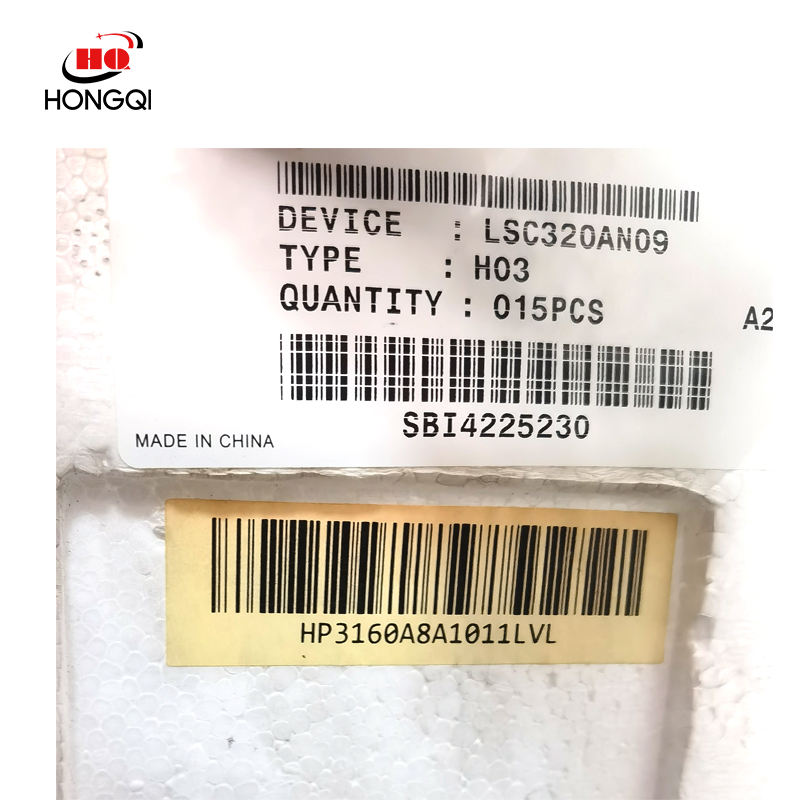 HQ
HONGQI
DEVICE : LSC320AN09
TYPE : H03
QUANTITY : 015PCS
A2
SBI4225230
MADE IN CHINA
HP3160A8A1011LVL